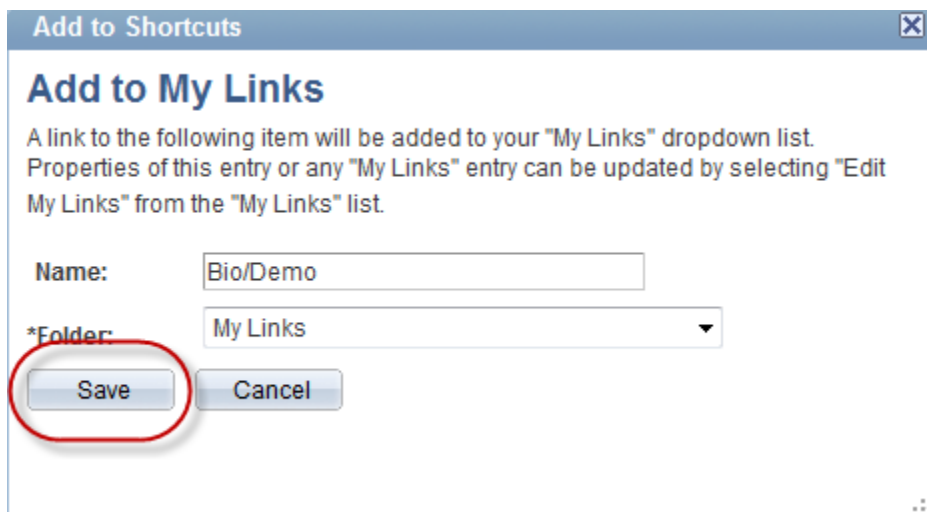 Add to Shortcuts
Add to My Links
A link to the following item will be added to your "My Links" dropdown list.
Properties of this entry or any "My Links" entry can be updated by selecting "Edit
My Links" from the "My Links" list.
Name: Bio/Demo
*Folder: My Links
Save Cancel